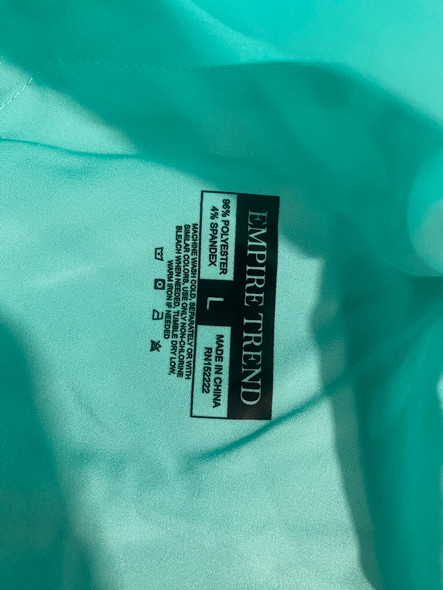 EMPIRE TREND
96% POLYESTER
4% SPANDEX
L
MADE IN CHINA
RN152222
MACHINE WASH COLD, SEPARATELY OR WITH
SIMILAR COLORS, USE ONLY NON-CHLORINE
BLEACH WHEN NEEDED, TUMBLE DRY LOW,
WARM IRON IF NEEDED